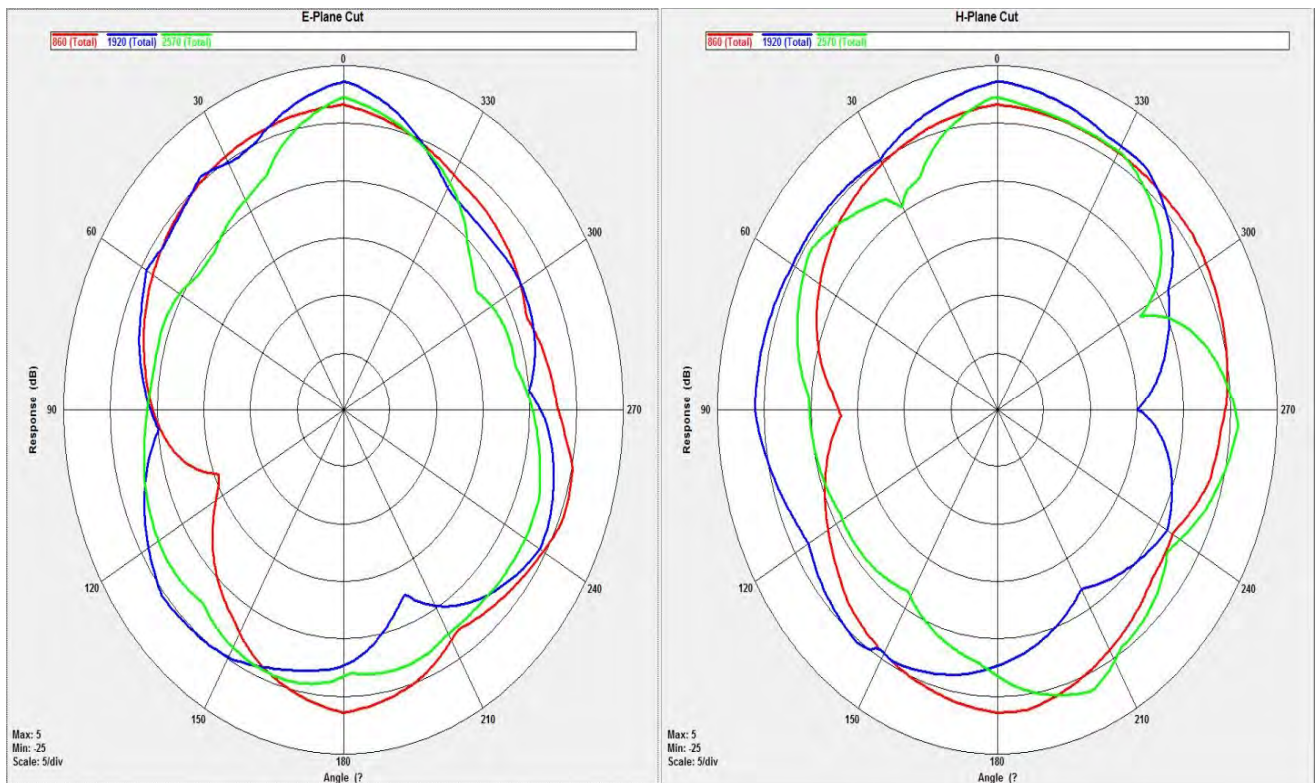 E-Plane Cut
860 (Total) 1920 (Total) 2570 (Total)
0
30
330
60
300
90
270
120
240
150
210
180
Response (dB)
Max: 5
Min: -25
Scale: 5/div
Angle (?
H-Plane Cut
860 (Total) 1920 (Total) 2570 (Total)
0
30
330
60
300
90
270
120
240
150
210
180
Response (dB)
Max: 5
Min: -25
Scale: 5/div
Angle (?